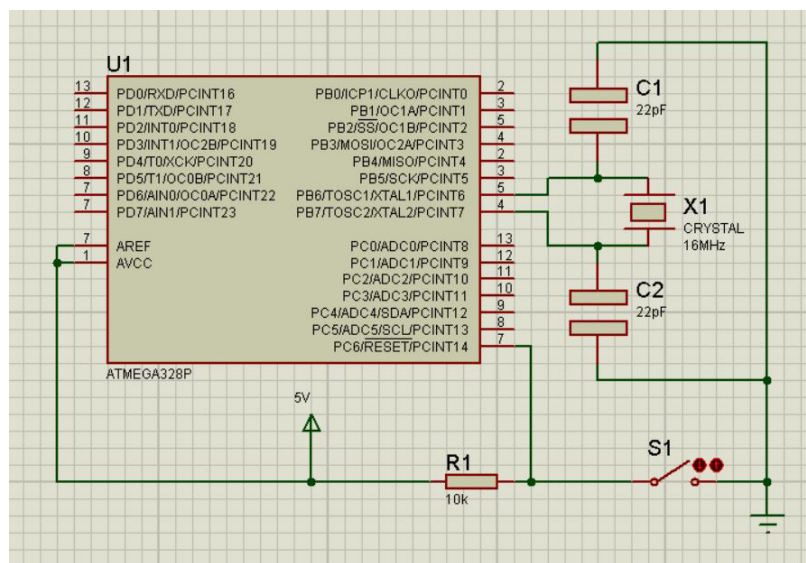 U1
13 PD0/RXD/PCINT16 PB0/ICP1/CLKO/PCINT0 2
12 PD1/TXD/PCINT17 PB1/OC1A/PCINT1 3
11 PD2/INT0/PCINT18 PB2/SS/OC1B/PCINT2 5
10 PD3/INT1/OC2B/PCINT19 PB3/MOSI/OC2A/PCINT3 4
9 PD4/T0/XCK/PCINT20 PB4/MISO/PCINT4 2
8 PD5/T1/OC0B/PCINT21 PB5/SCK/PCINT5 3
7 PD6/AIN0/OC0A/PCINT22 PB6/TOSC1/XTAL1/PCINT6 5
7 PD7/AIN1/PCINT23 PB7/TOSC2/XTAL2/PCINT7 4
7 AREF PC0/ADC0/PCINT8 13
1 AVCC PC1/ADC1/PCINT9 12
PC2/ADC2/PCINT10 11
PC3/ADC3/PCINT11 10
PC4/ADC4/SDA/PCINT12 9
PC5/ADC5/SCL/PCINT13 8
PC6/RESET/PCINT14 7
ATMEGA328P
C1
22pF
X1
CRYSTAL
16MHz
C2
22pF
5V
R1
10k
S1